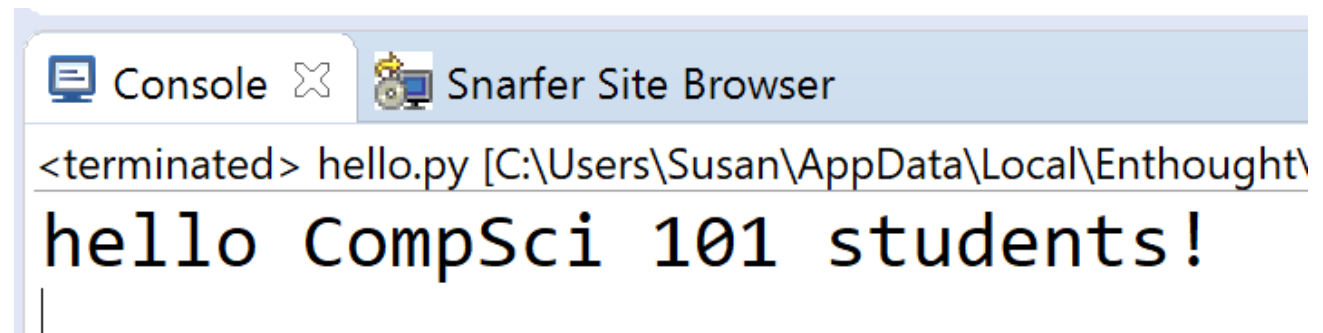 Console Snarfer Site Browser
<terminated> hello.py [C:\Users\Susan\AppData\Local\Enthought\
hello CompSci 101 students!